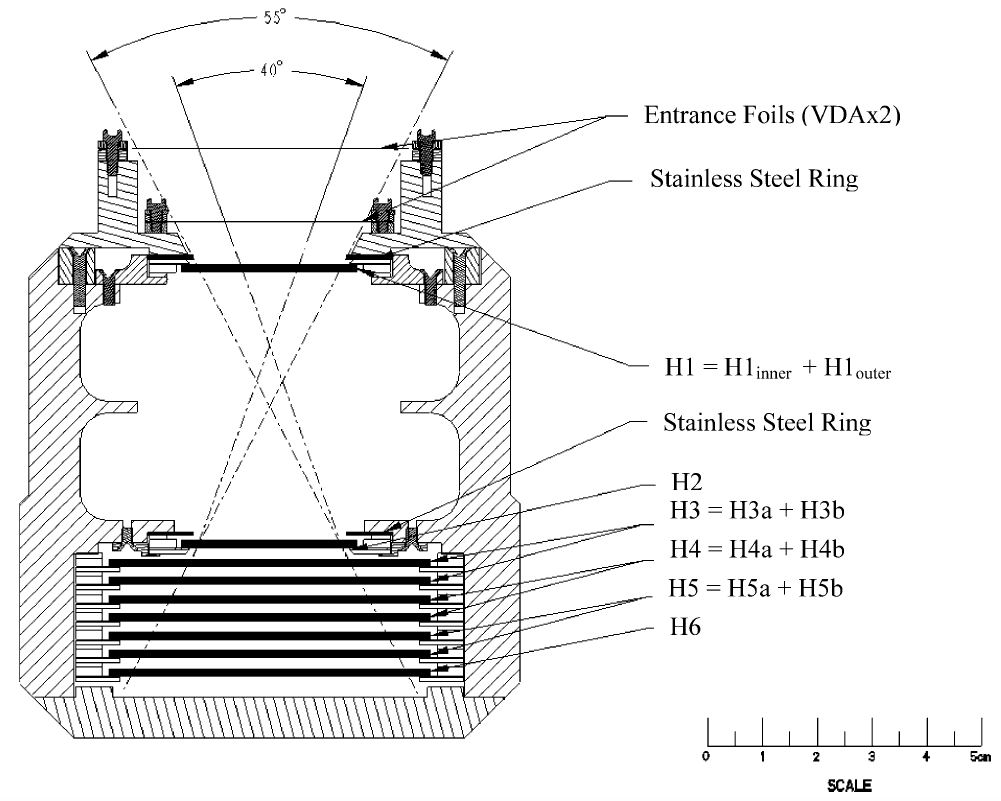 55°
40°
Entrance Foils (VDAx2)
Stainless Steel Ring
H1 = H1inner + H1outer
Stainless Steel Ring
H2
H3 = H3a + H3b
H4 = H4a + H4b
H5 = H5a + H5b
H6
0 1 2 3 4 5cm
SCALE